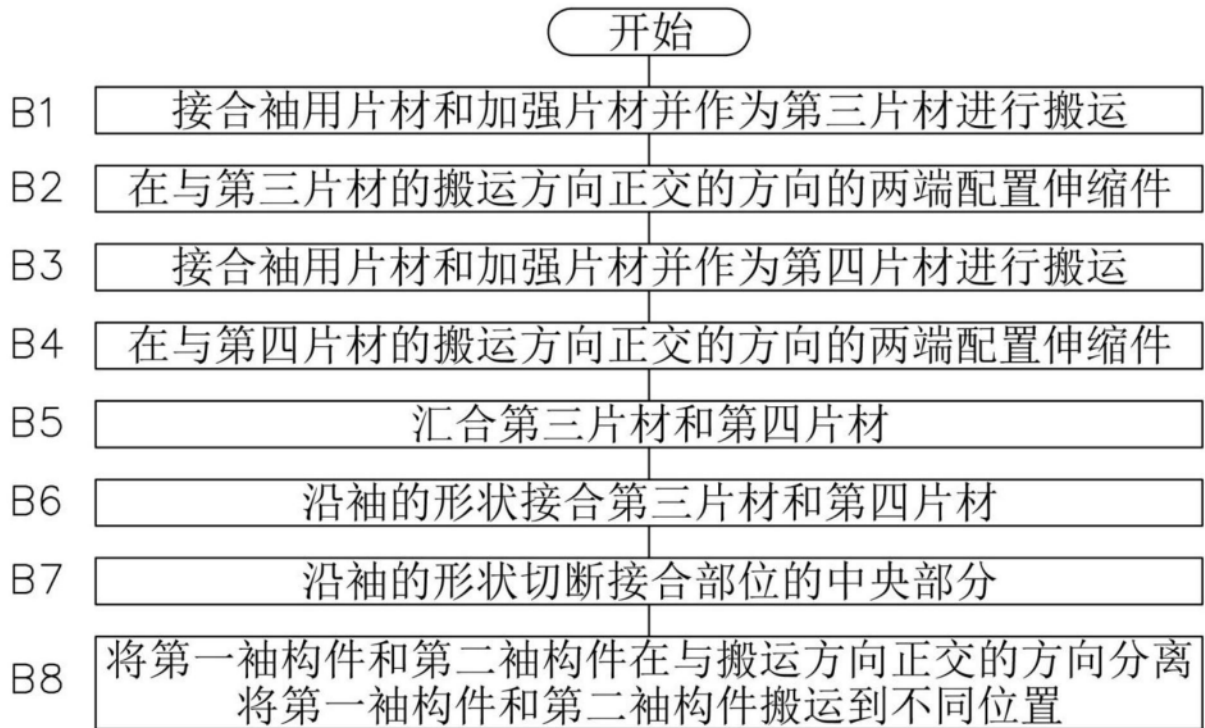 开始
B1 接合袖用片材和加强片材并作为第三片材进行搬运
B2 在与第三片材的搬运方向正交的方向的两端配置伸缩件
B3 接合袖用片材和加强片材并作为第四片材进行搬运
B4 在与第四片材的搬运方向正交的方向的两端配置伸缩件
B5 汇合第三片材和第四片材
B6 沿袖的形状接合第三片材和第四片材
B7 沿袖的形状切断接合部位的中央部分
B8 将第一袖构件和第二袖构件在与搬运方向正交的方向分离
将第一袖构件和第二袖构件搬运到不同位置